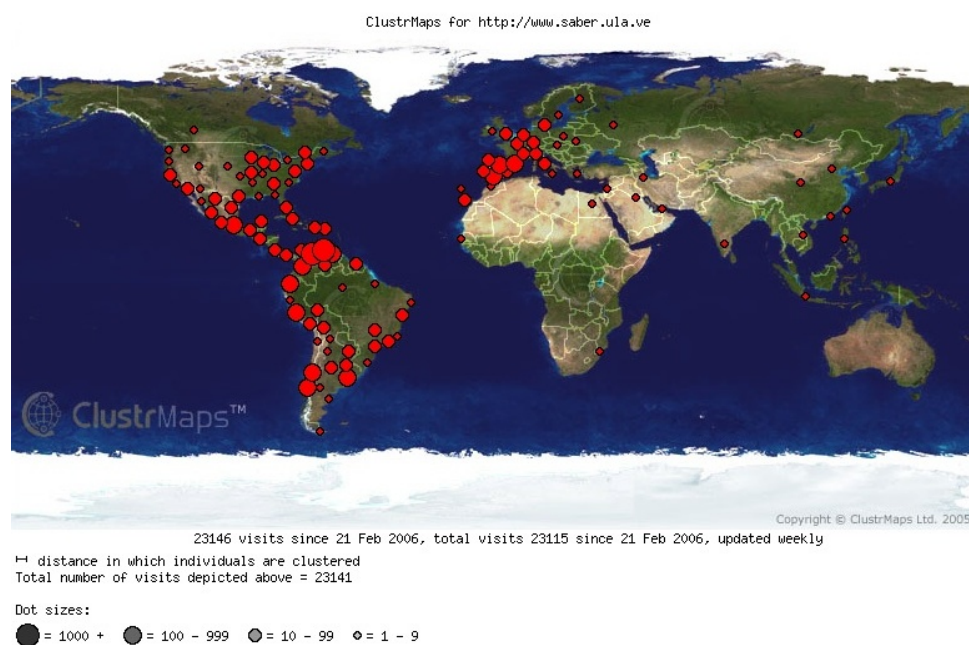 ClustrMaps for http://www.saber.ula.ve
ClustrMaps™
Copyright © ClustrMaps Ltd. 2005
23146 visits since 21 Feb 2006, total visits 23115 since 21 Feb 2006, updated weekly
distance in which individuals are clustered
Total number of visits depicted above = 23141
Dot sizes:
= 1000 + = 100 - 999 = 10 - 99 = 1 - 9